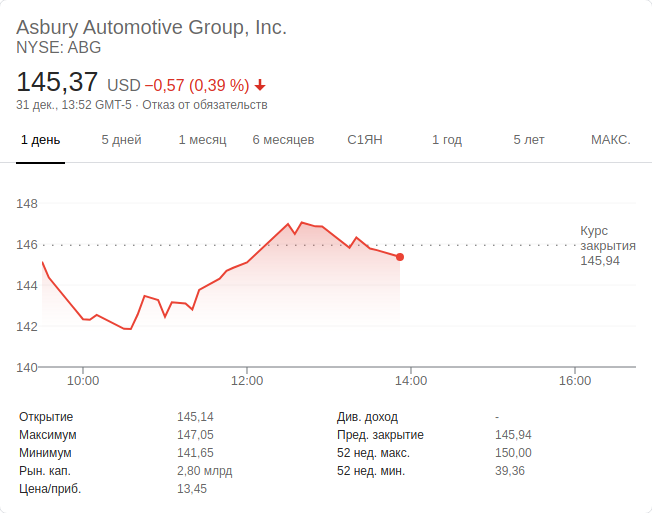 Asbury Automotive Group, Inc.
NYSE: ABG
145,37 USD −0,57 (0,39 %)
31 дек., 13:52 GMT-5 · Отказ от обязательств
1 день 5 дней 1 месяц 6 месяцев С1ЯН 1 год 5 лет МАКС.
148
146
144
142
140
Курс
закрытия
145,94
10:00 12:00 14:00 16:00
Открытие 145,14 Див. доход -
Максимум 147,05 Пред. закрытие 145,94
Минимум 141,65 52 нед. макс. 150,00
Рын. кап. 2,80 млрд 52 нед. мин. 39,36
Цена/приб. 13,45